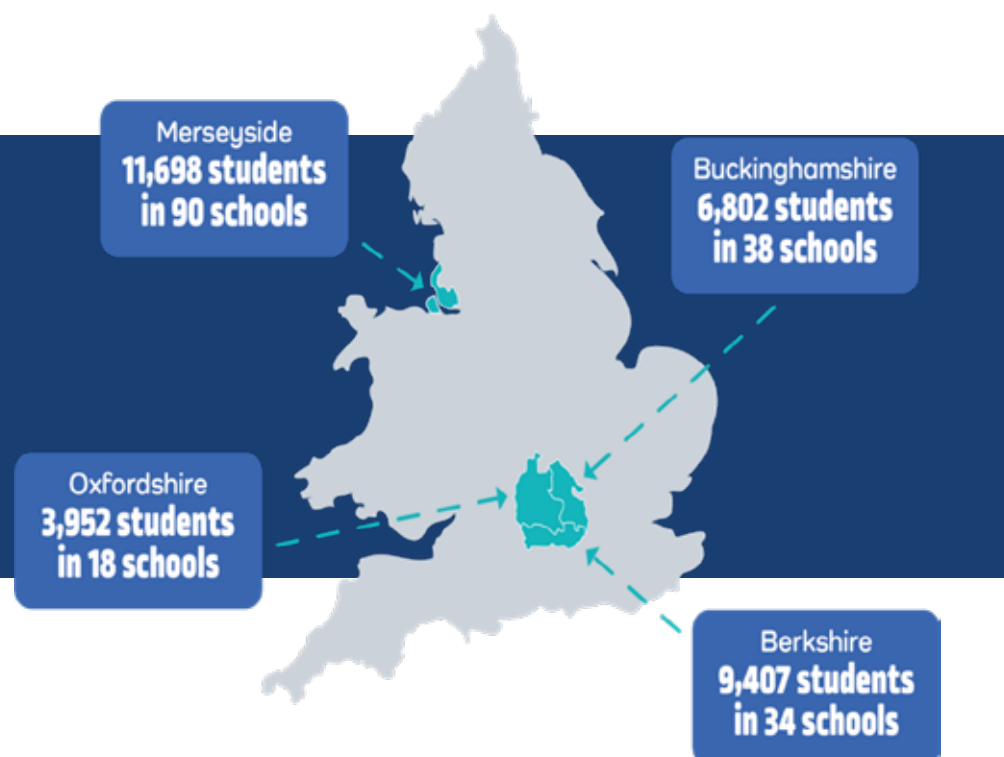 Merseyside
11,698 students
in 90 schools
Buckinghamshire
6,802 students
in 38 schools
Oxfordshire
3,952 students
in 18 schools
Berkshire
9,407 students
in 34 schools